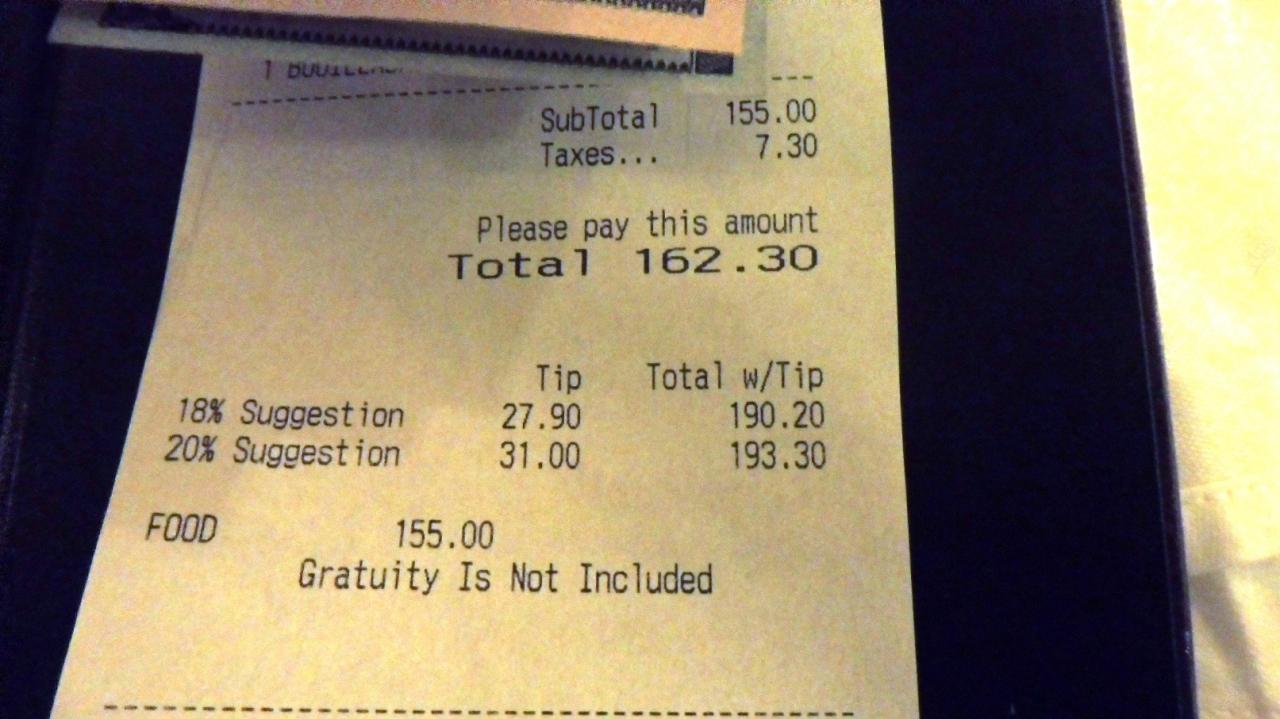 1
SubTotal 155.00
Taxes... 7.30
Please pay this amount
Total 162.30
Tip Total w/Tip
18% Suggestion 27.90 190.20
20% Suggestion 31.00 193.30
FOOD 155.00
Gratuity Is Not Included